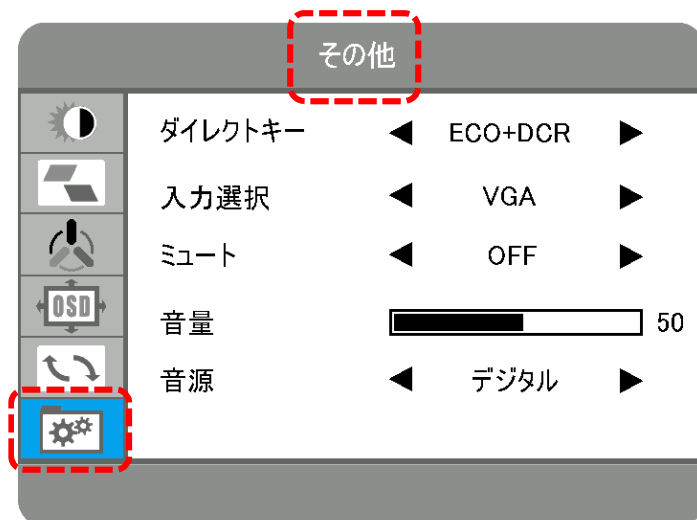 その他
ダイレクトキー ECO+DCR
入力選択 VGA
ミュート OFF
OSD
音量 50
音源 デジタル